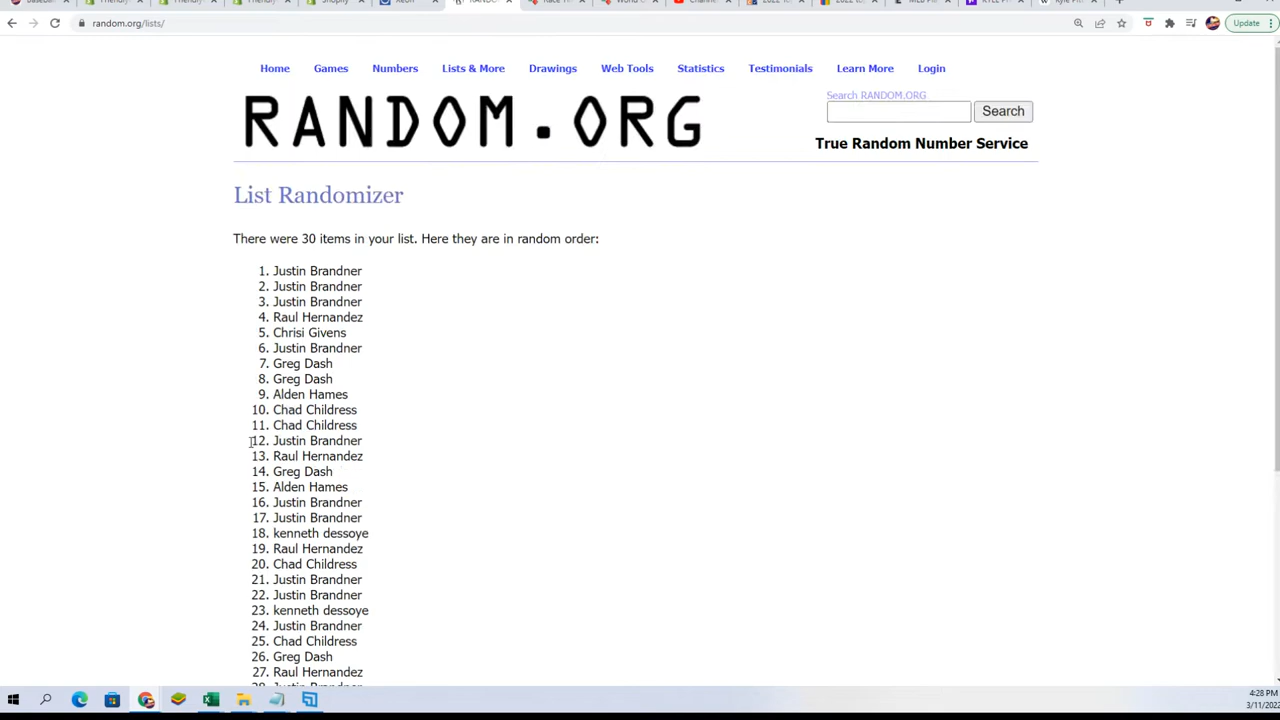 Shopify
random.org/lists/
Update
Home Games Numbers Lists & More Drawings Web Tools Statistics Testimonials Learn More Login
Search RANDOM.ORG
RANDOM.ORG
Search
True Random Number Service
List Randomizer
There were 30 items in your list. Here they are in random order:
1. Justin Brandner
2. Justin Brandner
3. Justin Brandner
4. Raul Hernandez
5. Chrisi Givens
6. Justin Brandner
7. Greg Dash
8. Greg Dash
9. Alden Hames
10. Chad Childress
11. Chad Childress
12. Justin Brandner
13. Raul Hernandez
14. Greg Dash
15. Alden Hames
16. Justin Brandner
17. Justin Brandner
18. kenneth dessoye
19. Raul Hernandez
20. Chad Childress
21. Justin Brandner
22. Justin Brandner
23. kenneth dessoye
24. Justin Brandner
25. Chad Childress
26. Greg Dash
27. Raul Hernandez
28. Justin Brandner
4:28 PM